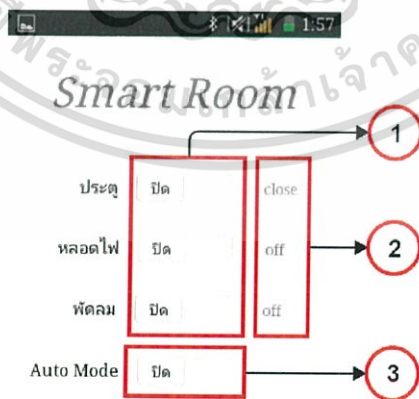 1:57
Smart Room
1
ประตู ปิด close
หลอดไฟ ปิด off 2
พัดลม ปิด off
Auto Mode ปิด 3